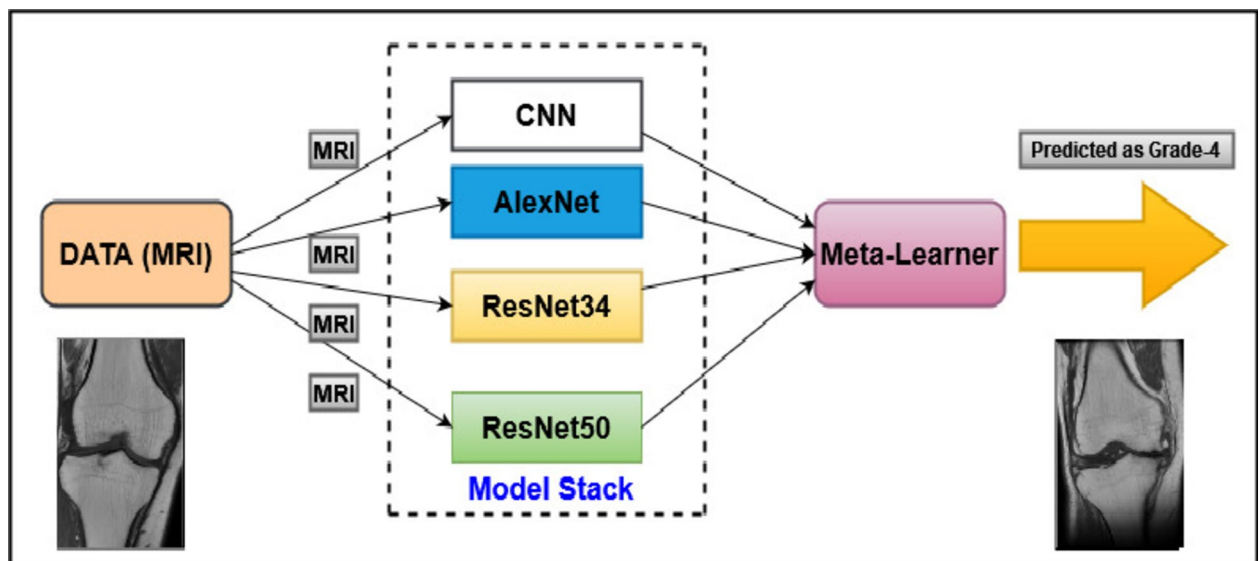 DATA (MRI)
MRI
MRI
MRI
MRI
CNN
AlexNet
ResNet34
ResNet50
Model Stack
Meta-Learner
Predicted as Grade-4